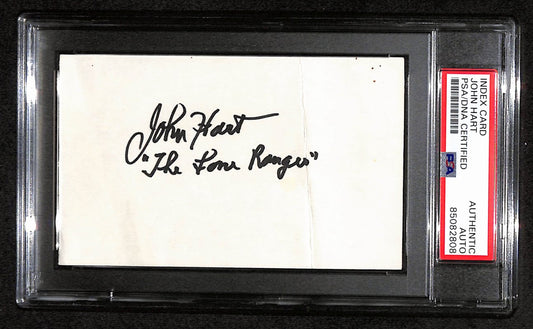 John Hart
"The Lone Ranger"
INDEX CARD
JOHN HART
PSA/DNA CERTIFIED
PSA
AUTHENTIC
AUTO
85082808